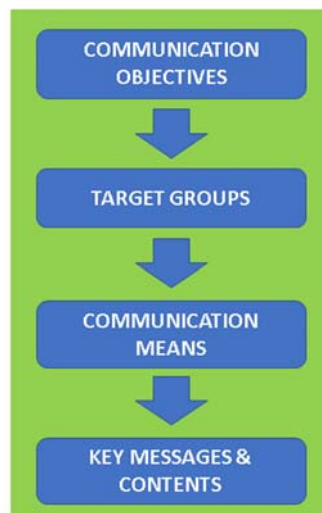 COMMUNICATION
OBJECTIVES
TARGET GROUPS
COMMUNICATION
MEANS
KEY MESSAGES &
CONTENTS